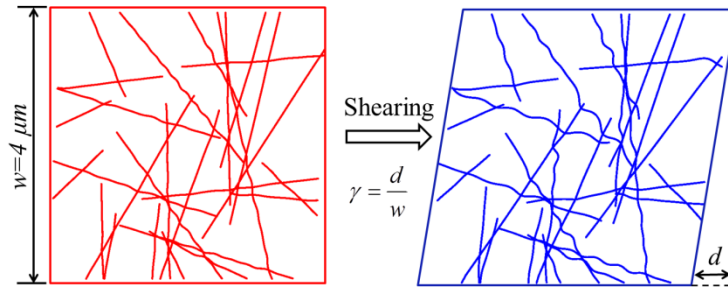 w=4 μm
Shearing
γ = d/w
d